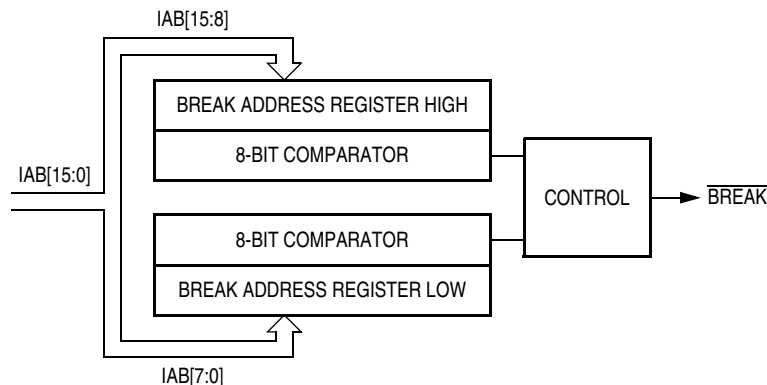 IAB[15:8]
BREAK ADDRESS REGISTER HIGH
8-BIT COMPARATOR
IAB[15:0]
CONTROL
BREAK
8-BIT COMPARATOR
BREAK ADDRESS REGISTER LOW
IAB[7:0]